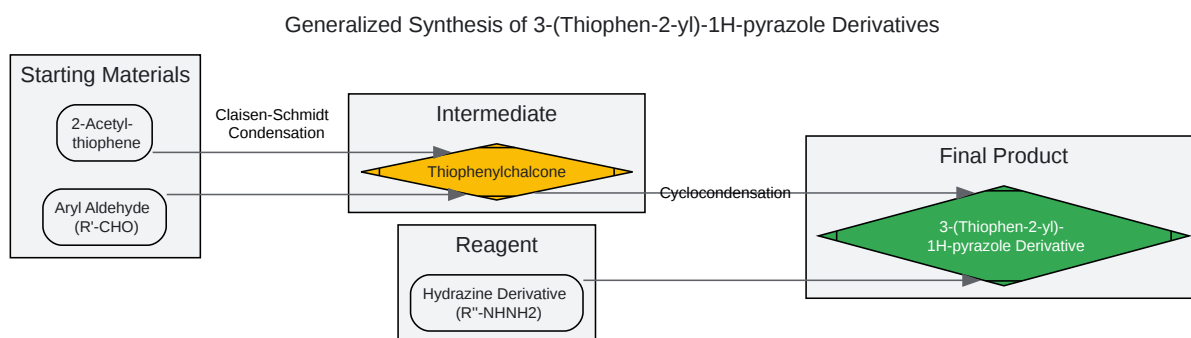 Generalized Synthesis of 3-(Thiophen-2-yl)-1H-pyrazole Derivatives
Starting Materials
2-Acetyl-
thiophene
Aryl Aldehyde
(R'-CHO)
Claisen-Schmidt
Condensation
Intermediate
Thiophenylchalcone
Reagent
Hydrazine Derivative
(R''-NHNH2)
Cyclocondensation
Final Product
3-(Thiophen-2-yl)-
1H-pyrazole Derivative